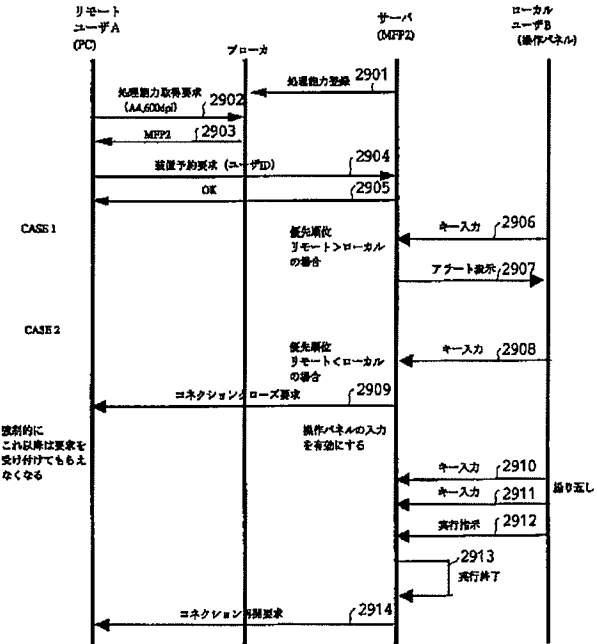 リモート
ユーザA
(PC)
ブローカ
サーバ
(MFP2)
ローカル
ユーザB
(操作パネル)
処理能力登録 2901
処理能力取得要求
(A4,600dpi) 2902
MFP2 2903
装置予約要求 (ユーザID) 2904
OK 2905
CASE 1
優先順位
リモート＞ローカル
の場合
キー入力 2906
アラート表示 2907
CASE 2
優先順位
リモート＜ローカル
の場合
キー入力 2908
コネクションクローズ要求 2909
強制的に
これ以降は要求を
受け付けてもらえ
なくなる
操作パネルの入力
を有効にする
キー入力 2910
キー入力 2911
繰り返し
実行指示 2912
2913
実行終了
コネクション再開要求 2914